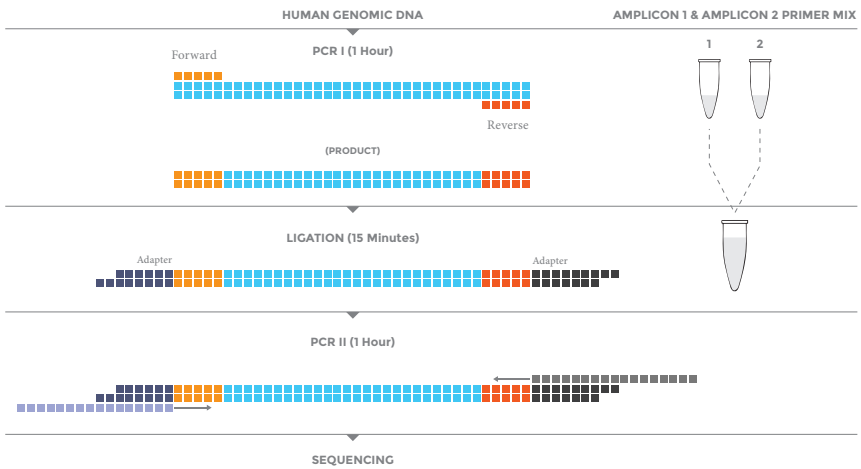 HUMAN GENOMIC DNA
AMPLICON 1 & AMPLICON 2 PRIMER MIX
PCR I (1 Hour)
1 2
Forward
Reverse
(PRODUCT)
LIGATION (15 Minutes)
Adapter
Adapter
PCR II (1 Hour)
SEQUENCING